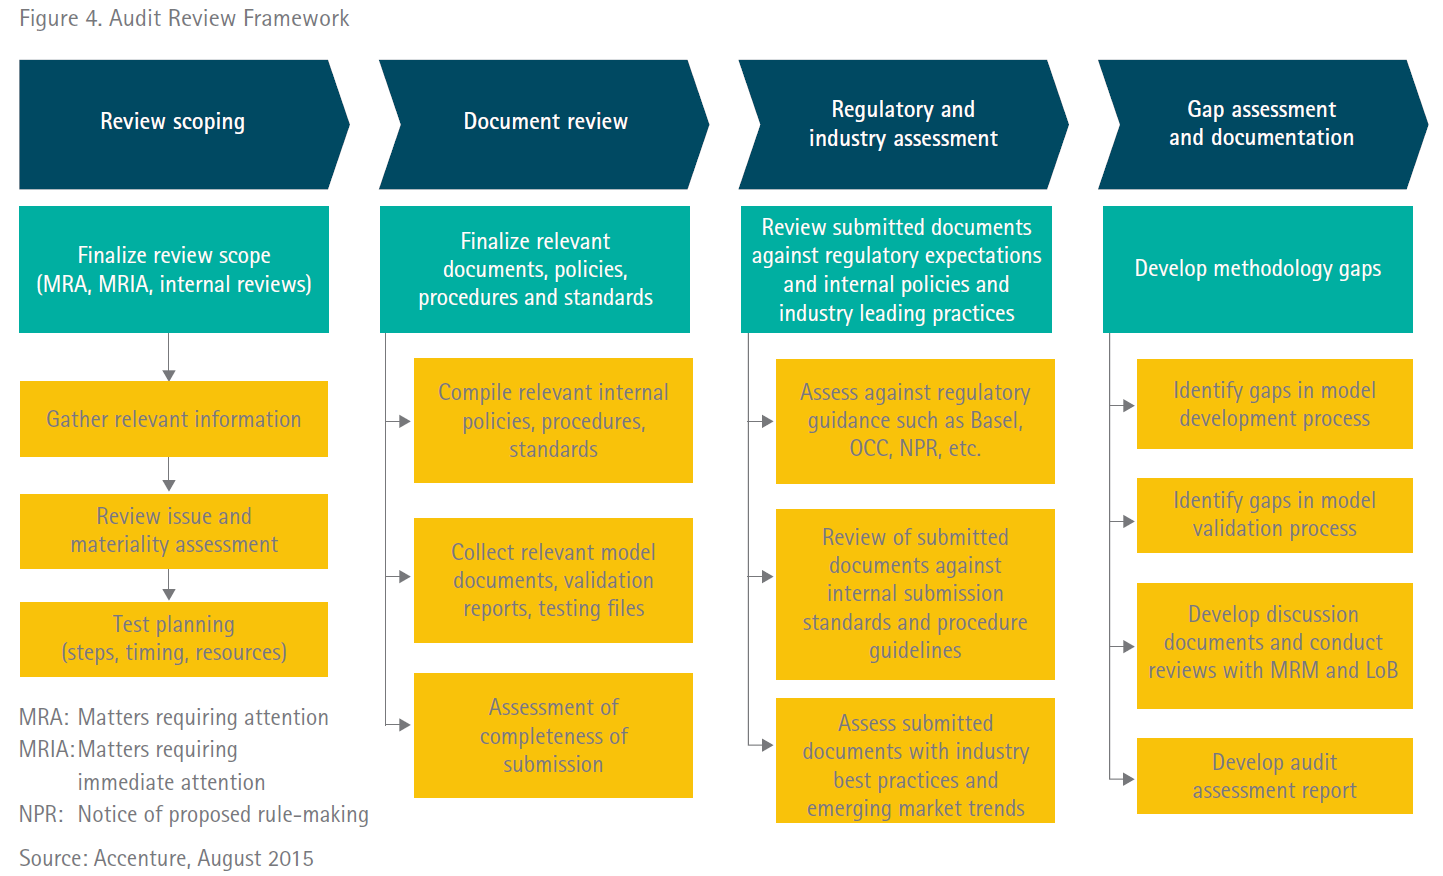 Figure 4. Audit Review Framework
Review scoping
Finalize review scope
(MRA, MRIA, internal reviews)
Gather relevant information
Review issue and
materiality assessment
Test planning
(steps, timing, resources)
Document review
Finalize relevant
documents, policies,
procedures and standards
Compile relevant internal
policies, procedures,
standards
Collect relevant model
documents, validation
reports, testing files
Assessment of
completeness of
submission
Regulatory and
industry assessment
Review submitted documents
against regulatory expectations
and internal policies and
industry leading practices
Assess against regulatory
guidance such as Basel,
OCC, NPR, etc.
Review of submitted
documents against
internal submission
standards and procedure
guidelines
Assess submitted
documents with industry
best practices and
emerging market trends
Gap assessment
and documentation
Develop methodology gaps
Identify gaps in model
development process
Identify gaps in model
validation process
Develop discussion
documents and conduct
reviews with MRM and LoB
Develop audit
assessment report
MRA: Matters requiring attention
MRIA: Matters requiring
immediate attention
NPR: Notice of proposed rule-making
Source: Accenture, August 2015